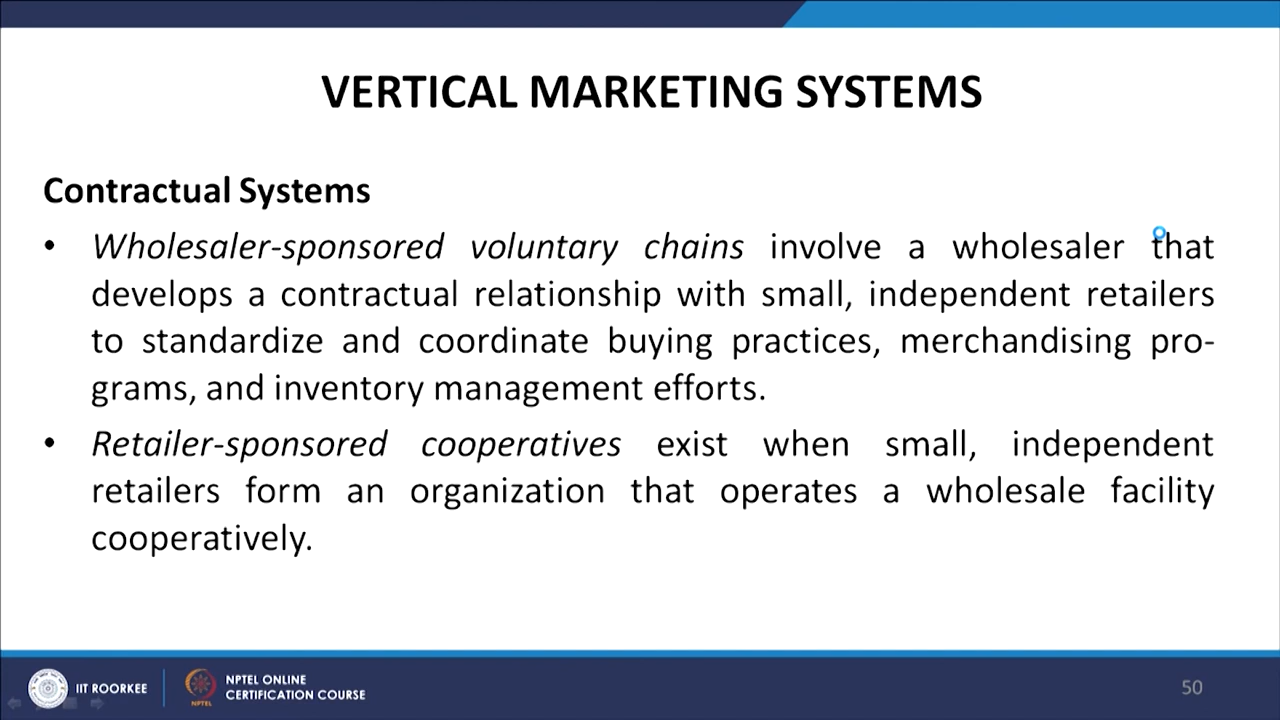 VERTICAL MARKETING SYSTEMS
Contractual Systems
• Wholesaler-sponsored voluntary chains involve a wholesaler that
develops a contractual relationship with small, independent retailers
to standardize and coordinate buying practices, merchandising pro-
grams, and inventory management efforts.
• Retailer-sponsored cooperatives exist when small, independent
retailers form an organization that operates a wholesale facility
cooperatively.
IIT ROORKEE
NPTEL
NPTEL ONLINE
CERTIFICATION COURSE
50